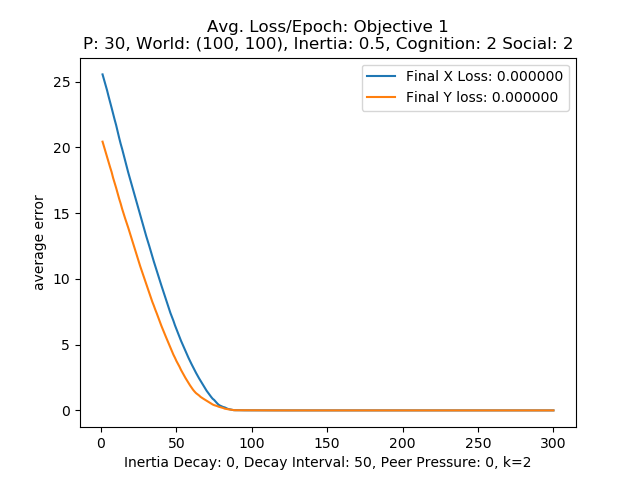 Avg. Loss/Epoch: Objective 1
P: 30, World: (100, 100), Inertia: 0.5, Cognition: 2 Social: 2
Final X Loss: 0.000000
Final Y loss: 0.000000
average error
25
20
15
10
5
0
0 50 100 150 200 250 300
Inertia Decay: 0, Decay Interval: 50, Peer Pressure: 0, k=2